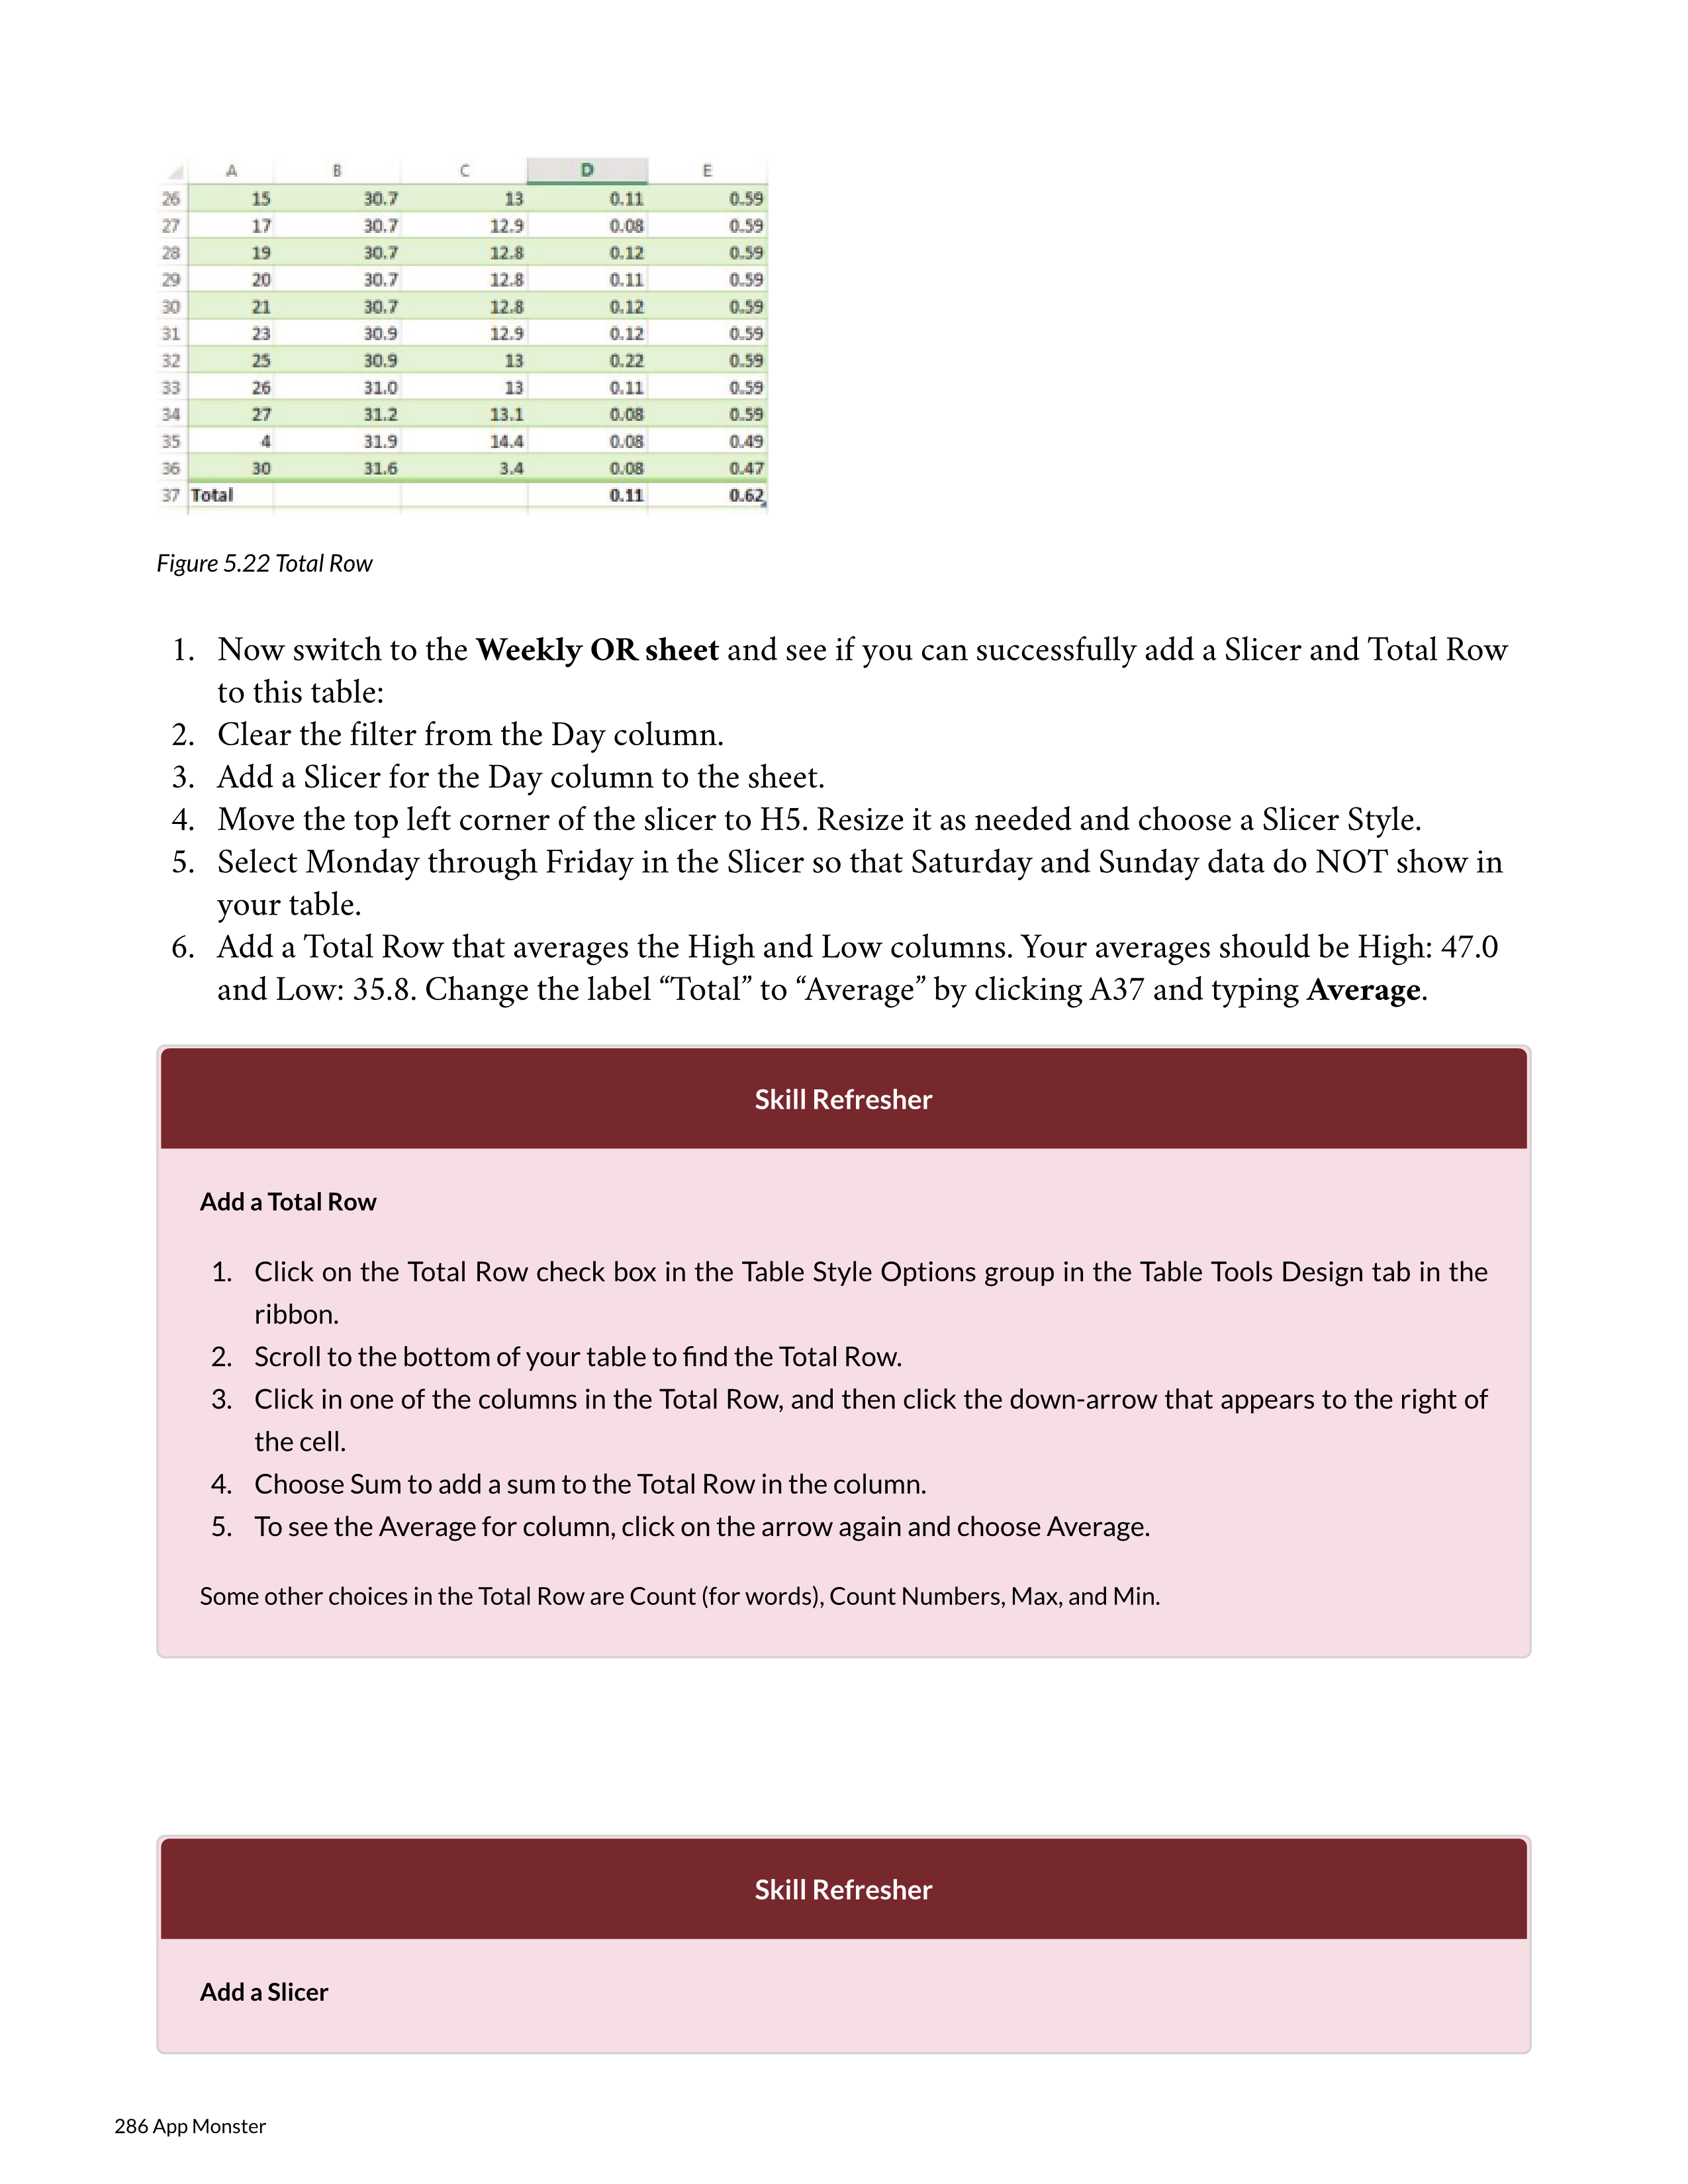 A B C D E
26 15 30.7 13 0.11 0.59
27 17 30.7 12.9 0.08 0.59
28 19 30.7 12.8 0.12 0.59
29 20 30.7 12.8 0.11 0.59
30 21 30.7 12.8 0.12 0.59
31 23 30.9 12.9 0.12 0.59
32 25 30.9 13 0.22 0.59
33 26 31.0 13 0.11 0.59
34 27 31.2 13.1 0.08 0.59
35 4 31.9 14.4 0.08 0.49
36 30 31.6 3.4 0.08 0.47
37 Total 0.11 0.62
Figure 5.22 Total Row
1. Now switch to the Weekly OR sheet and see if you can successfully add a Slicer and Total Row
to this table:
2. Clear the filter from the Day column.
3. Add a Slicer for the Day column to the sheet.
4. Move the top left corner of the slicer to H5. Resize it as needed and choose a Slicer Style.
5. Select Monday through Friday in the Slicer so that Saturday and Sunday data do NOT show in
your table.
6. Add a Total Row that averages the High and Low columns. Your averages should be High: 47.0
and Low: 35.8. Change the label “Total” to “Average” by clicking A37 and typing Average.
Skill Refresher
Add a Total Row
1. Click on the Total Row check box in the Table Style Options group in the Table Tools Design tab in the
ribbon.
2. Scroll to the bottom of your table to find the Total Row.
3. Click in one of the columns in the Total Row, and then click the down-arrow that appears to the right of
the cell.
4. Choose Sum to add a sum to the Total Row in the column.
5. To see the Average for column, click on the arrow again and choose Average.
Some other choices in the Total Row are Count (for words), Count Numbers, Max, and Min.
Skill Refresher
Add a Slicer
286 App Monster